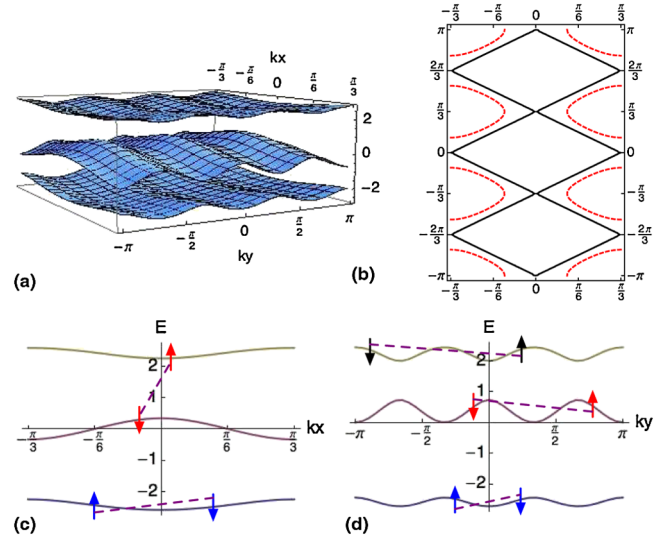 kx
−π/3 −π/6 0 π/6 π/3
2
0
−2
−π −π/2 0 π/2 π
ky
(a)
−π/3 −π/6 0 π/6 π/3
π π
2π/3 2π/3
π/3 π/3
0 0
−π/3 −π/3
−2π/3 −2π/3
−π −π
−π/3 −π/6 0 π/6 π/3
(b)
E
2
1
−π/3 −π/6 π/6 π/3 kx
−1
−2
(c)
E
2
1
−π −π/2 π/2 π ky
−1
−2
(d)